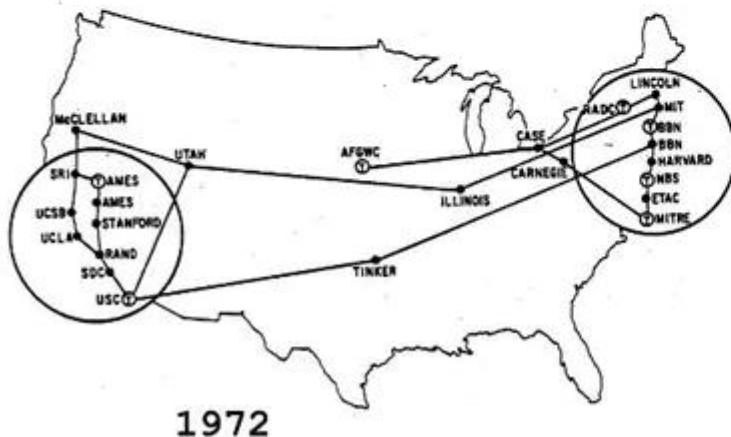 LINCOLN
RADC T
MIT
McCLELLAN
T BBN
CASE
BBN
AFGWC
UTAH
HARVARD
T
CARNEGIE
SRI
T AMES
T NBS
AMES
ILLINOIS
ETAC
UCSB
STANFORD
T MITRE
UCLA
RAND
TINKER
SDC
USC T
1972